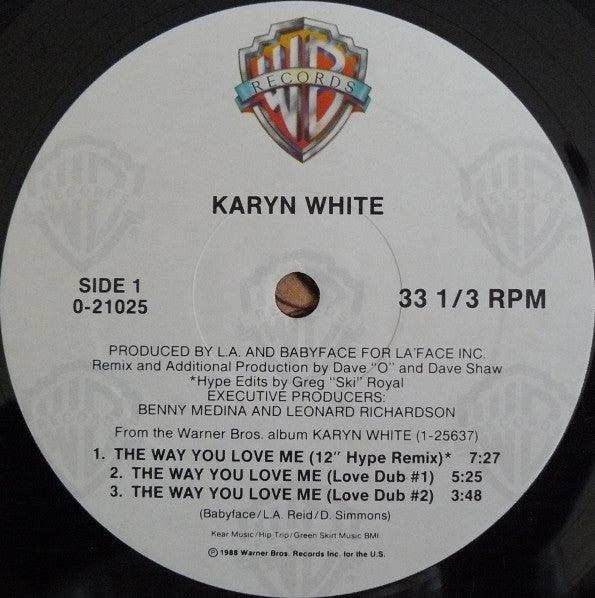 RECORDS
KARYN WHITE
SIDE 1
0-21025
33 1/3 RPM
PRODUCED BY L.A. AND BABYFACE FOR LA'FACE INC.
Remix and Additional Production by Dave "O" and Dave Shaw
*Hype Edits by Greg "Ski" Royal
EXECUTIVE PRODUCERS:
BENNY MEDINA AND LEONARD RICHARDSON
From the Warner Bros. album KARYN WHITE (1-25637)
1. THE WAY YOU LOVE ME (12" Hype Remix)* 7:27
2. THE WAY YOU LOVE ME (Love Dub #1) 5:25
3. THE WAY YOU LOVE ME (Love Dub #2) 3:48
(Babyface/L.A. Reid/D. Simmons)
Kear Music/Hip Trip/Green Skirt Music BMI
℗ 1988 Warner Bros. Records Inc. for the U.S.